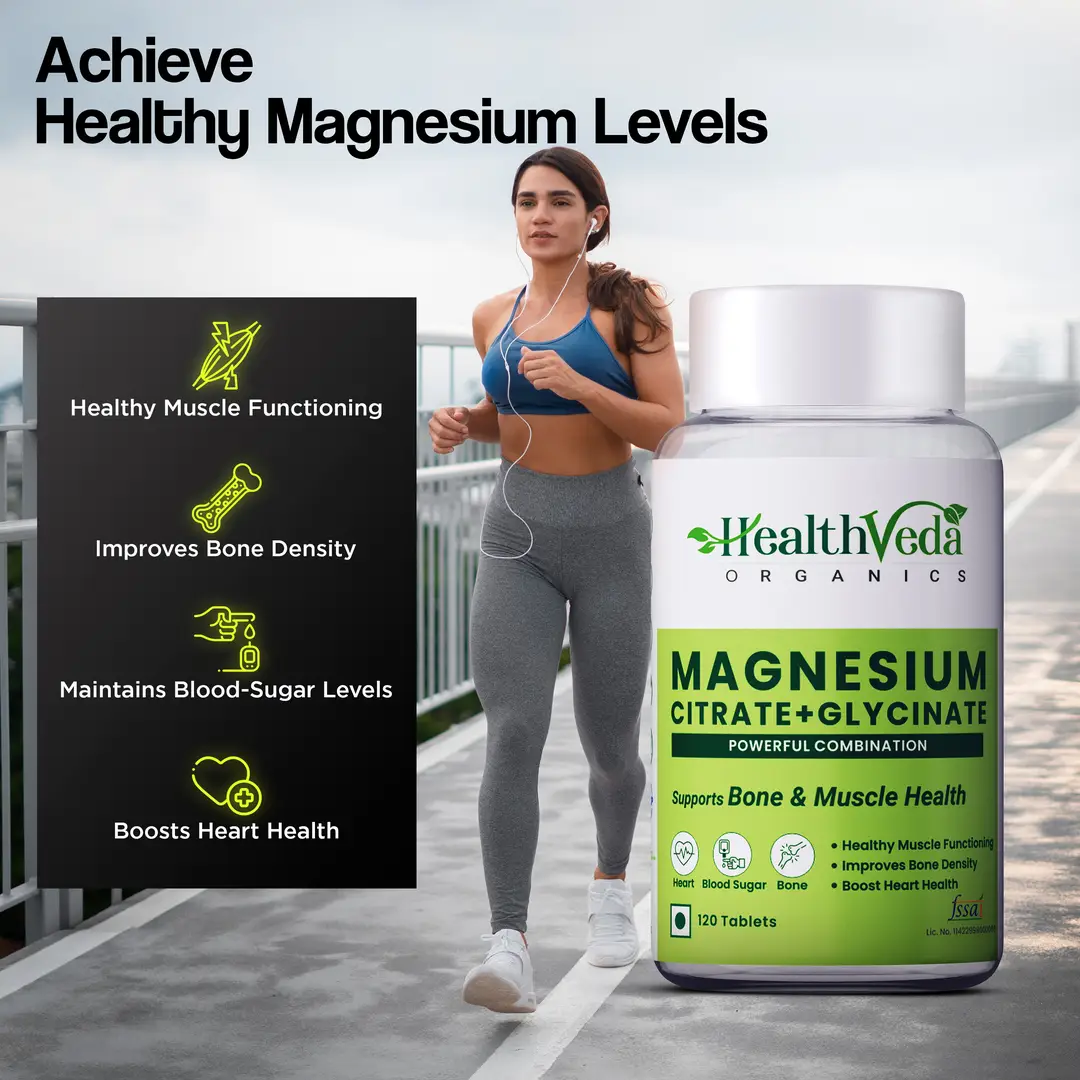 Achieve
Healthy Magnesium Levels
Healthy Muscle Functioning
Improves Bone Density
Maintains Blood-Sugar Levels
Boosts Heart Health
HealthVeda
ORGANICS
MAGNESIUM
CITRATE+GLYCINATE
POWERFUL COMBINATION
Supports Bone & Muscle Health
Heart Blood Sugar Bone
• Healthy Muscle Functioning
• Improves Bone Density
• Boost Heart Health
120 Tablets
fssai
Lic. No.